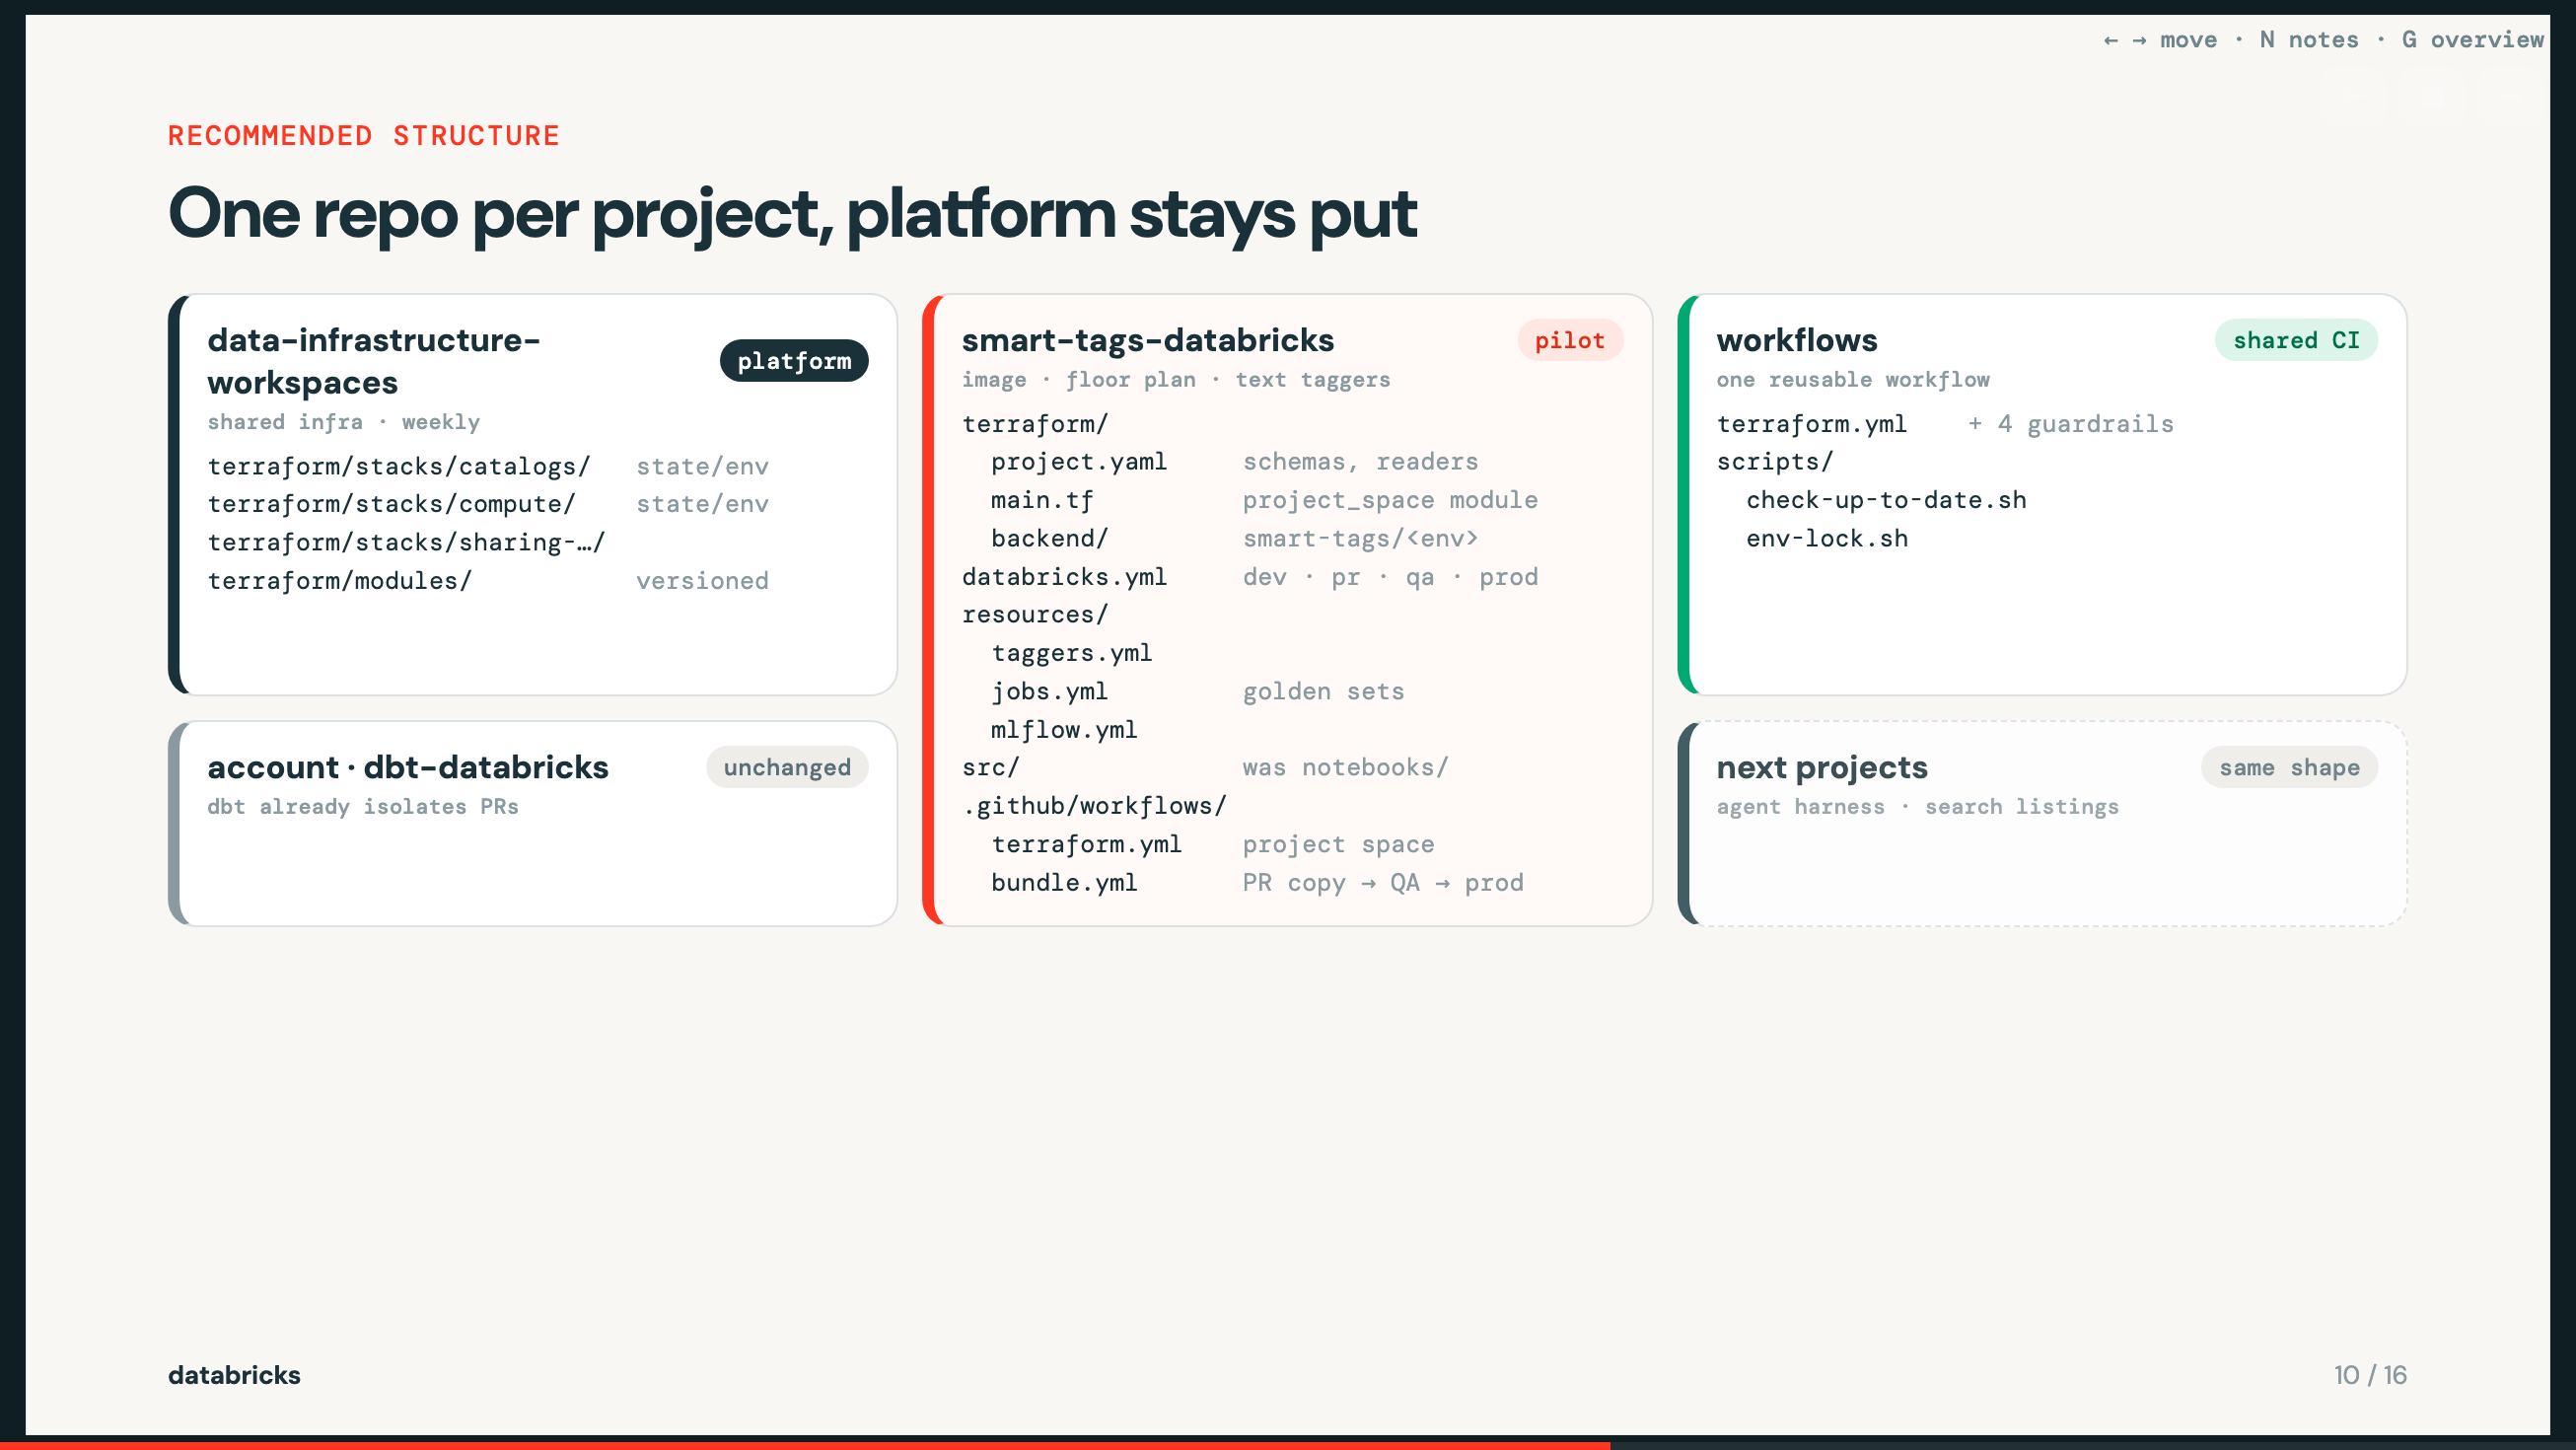 ← → move · N notes · G overview
RECOMMENDED STRUCTURE
One repo per project, platform stays put
data-infrastructure-
workspaces
platform
shared infra · weekly
terraform/stacks/catalogs/ state/env
terraform/stacks/compute/ state/env
terraform/stacks/sharing-…/
terraform/modules/ versioned
account · dbt-databricks unchanged
dbt already isolates PRs
smart-tags-databricks pilot
image · floor plan · text taggers
terraform/
project.yaml schemas, readers
main.tf project_space module
backend/ smart-tags/<env>
databricks.yml dev · pr · qa · prod
resources/
taggers.yml
jobs.yml golden sets
mlflow.yml
src/ was notebooks/
.github/workflows/
terraform.yml project space
bundle.yml PR copy → QA → prod
workflows shared CI
one reusable workflow
terraform.yml + 4 guardrails
scripts/
check-up-to-date.sh
env-lock.sh
next projects same shape
agent harness · search listings
databricks
10 / 16